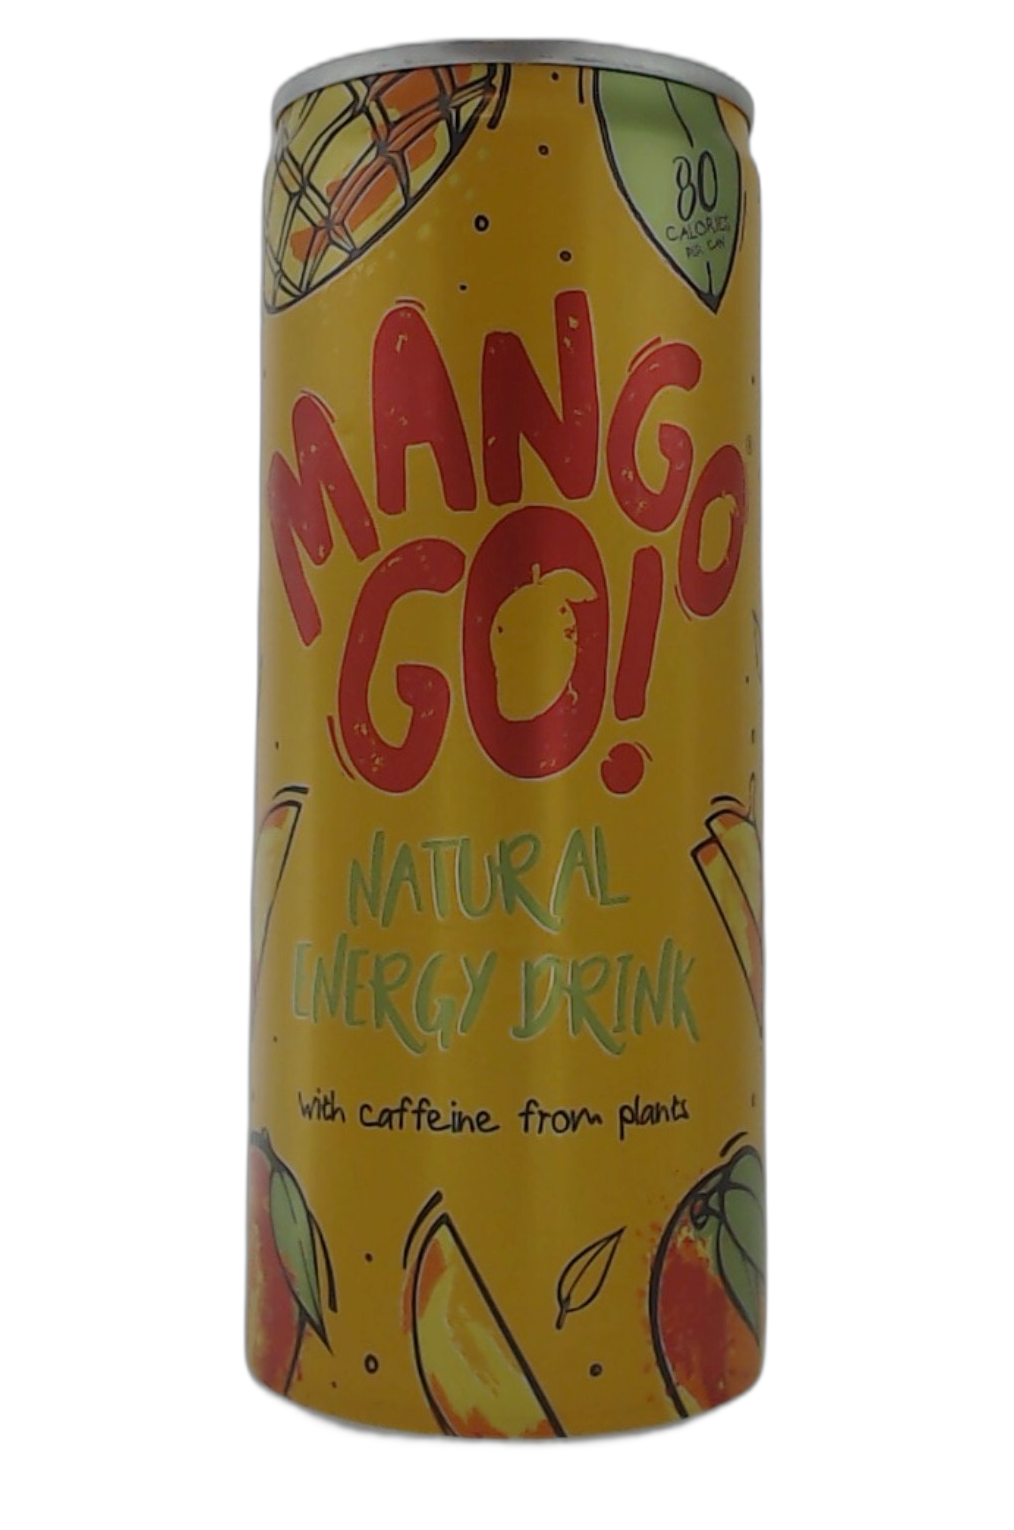 80
CALORIES
PER CAN
MANGO
GO!
NATURAL
ENERGY DRINK
with caffeine from plants